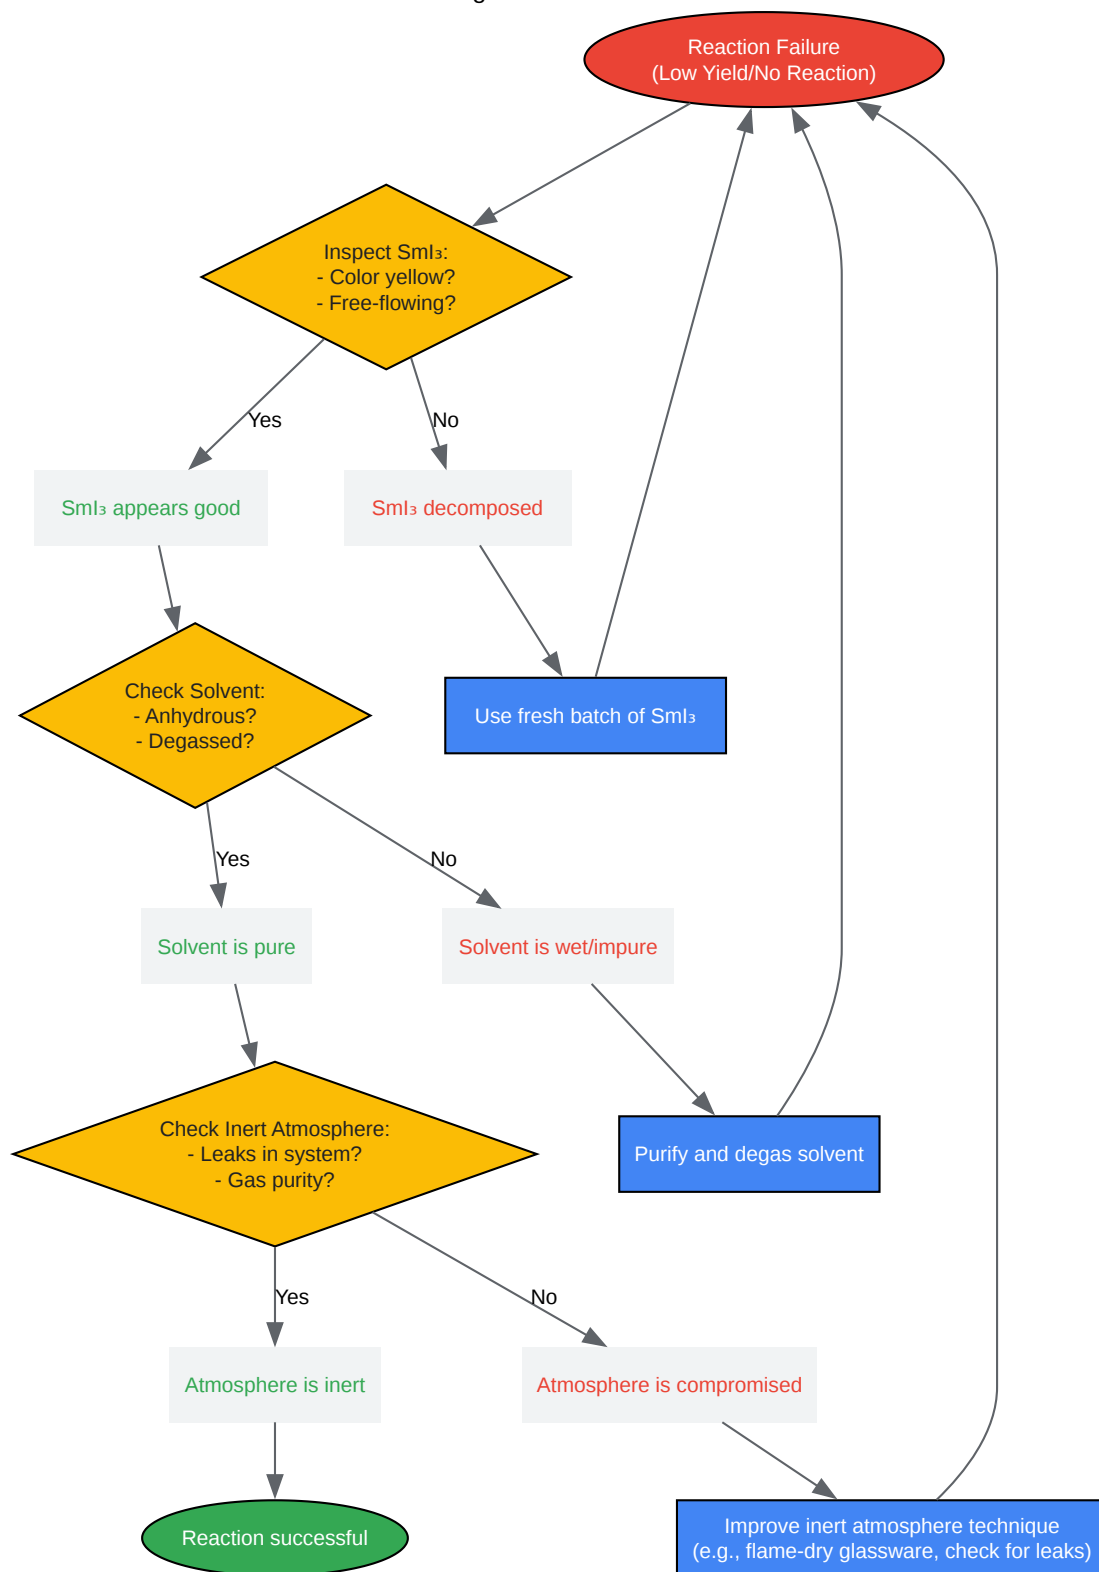 Reaction Failure
(Low Yield/No Reaction)
Inspect SmI₃:
- Color yellow?
- Free-flowing?
Yes
No
SmI₃ appears good
SmI₃ decomposed
Check Solvent:
- Anhydrous?
- Degassed?
Use fresh batch of SmI₃
Yes
No
Solvent is pure
Solvent is wet/impure
Check Inert Atmosphere:
- Leaks in system?
- Gas purity?
Purify and degas solvent
Yes
No
Atmosphere is inert
Atmosphere is compromised
Reaction successful
Improve inert atmosphere technique
(e.g., flame-dry glassware, check for leaks)